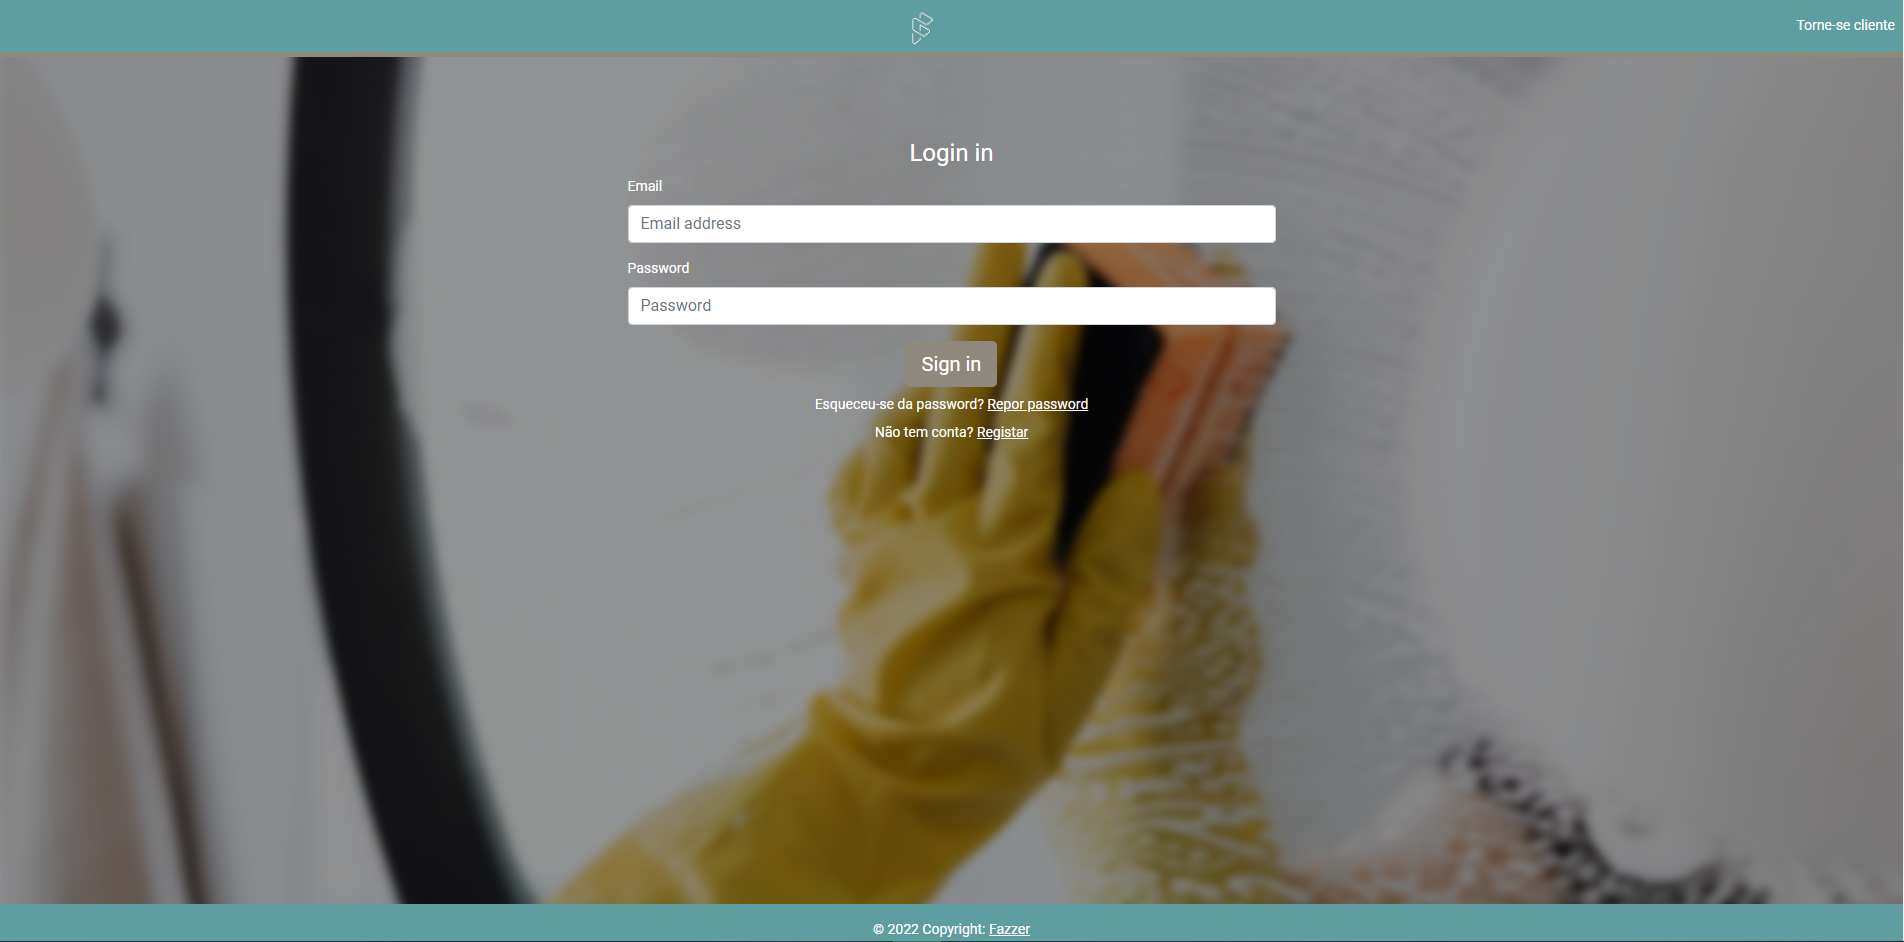 Torne-se cliente
Login in
Email
Email address
Password
Password
Sign in
Esqueceu-se da password? Repor password
Não tem conta? Registar
© 2022 Copyright: Fazzer